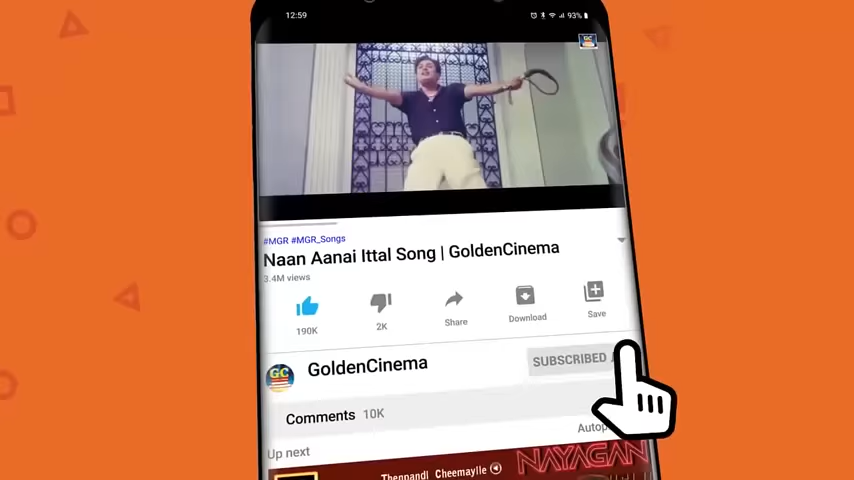 12:59
93%
GC
#MGR #MGR_Songs
Naan Aanai Ittal Song | GoldenCinema
3.4M views
190K
2K
Share
Download
Save
GC
GoldenCinema
SUBSCRIBED
Comments 10K
Autop
Up next
Thenpandi Cheemaylle
NAYAGAN